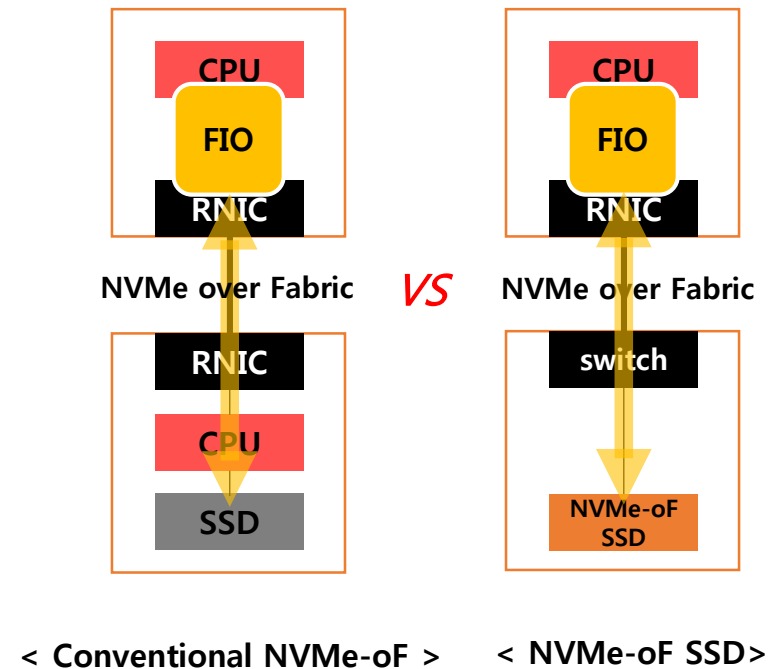 CPU
FIO
RNIC
NVMe over Fabric
RNIC
CPU
SSD
< Conventional NVMe-oF >
VS
CPU
FIO
RNIC
NVMe over Fabric
switch
NVMe-oF
SSD
< NVMe-oF SSD>